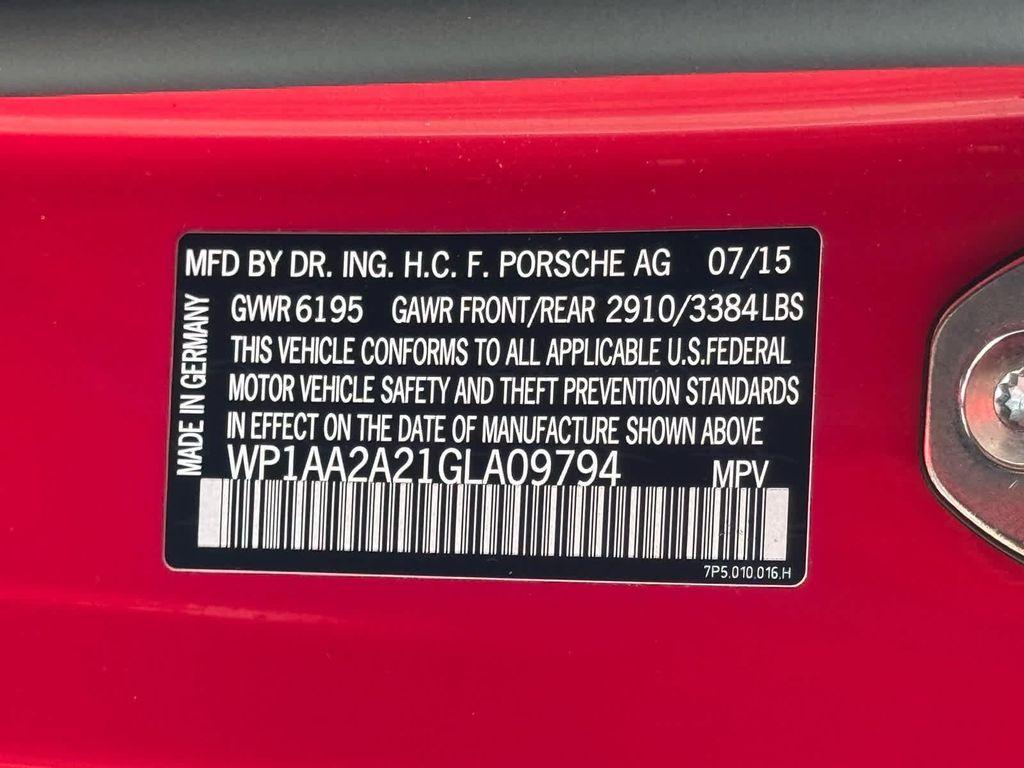 MFD BY DR. ING. H.C. F. PORSCHE AG 07/15
GVWR 6195 GAWR FRONT/REAR 2910/3384 LBS
THIS VEHICLE CONFORMS TO ALL APPLICABLE U.S.FEDERAL
MOTOR VEHICLE SAFETY AND THEFT PREVENTION STANDARDS
IN EFFECT ON THE DATE OF MANUFACTURE SHOWN ABOVE
WP1AA2A21GLA09794 MPV
7P5.010.016.H
MADE IN GERMANY